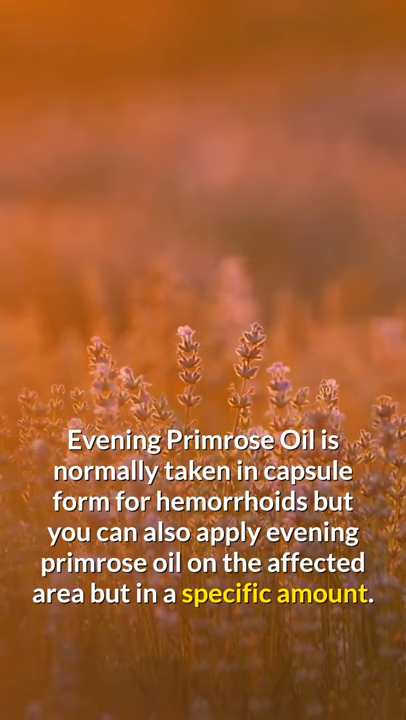 Evening Primrose Oil is
normally taken in capsule
form for hemorrhoids but
you can also apply evening
primrose oil on the affected
area but in a specific amount.